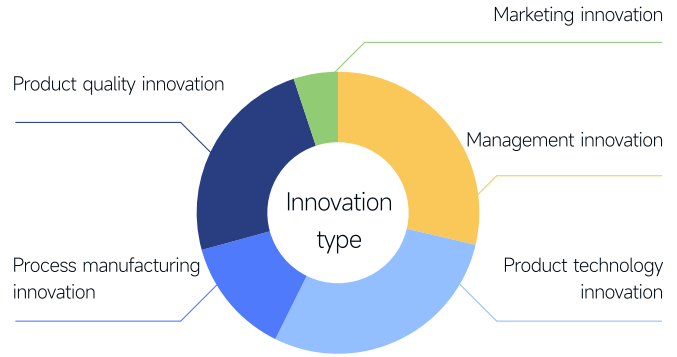 Marketing innovation
Product quality innovation
Management innovation
Innovation
type
Process manufacturing
innovation
Product technology
innovation